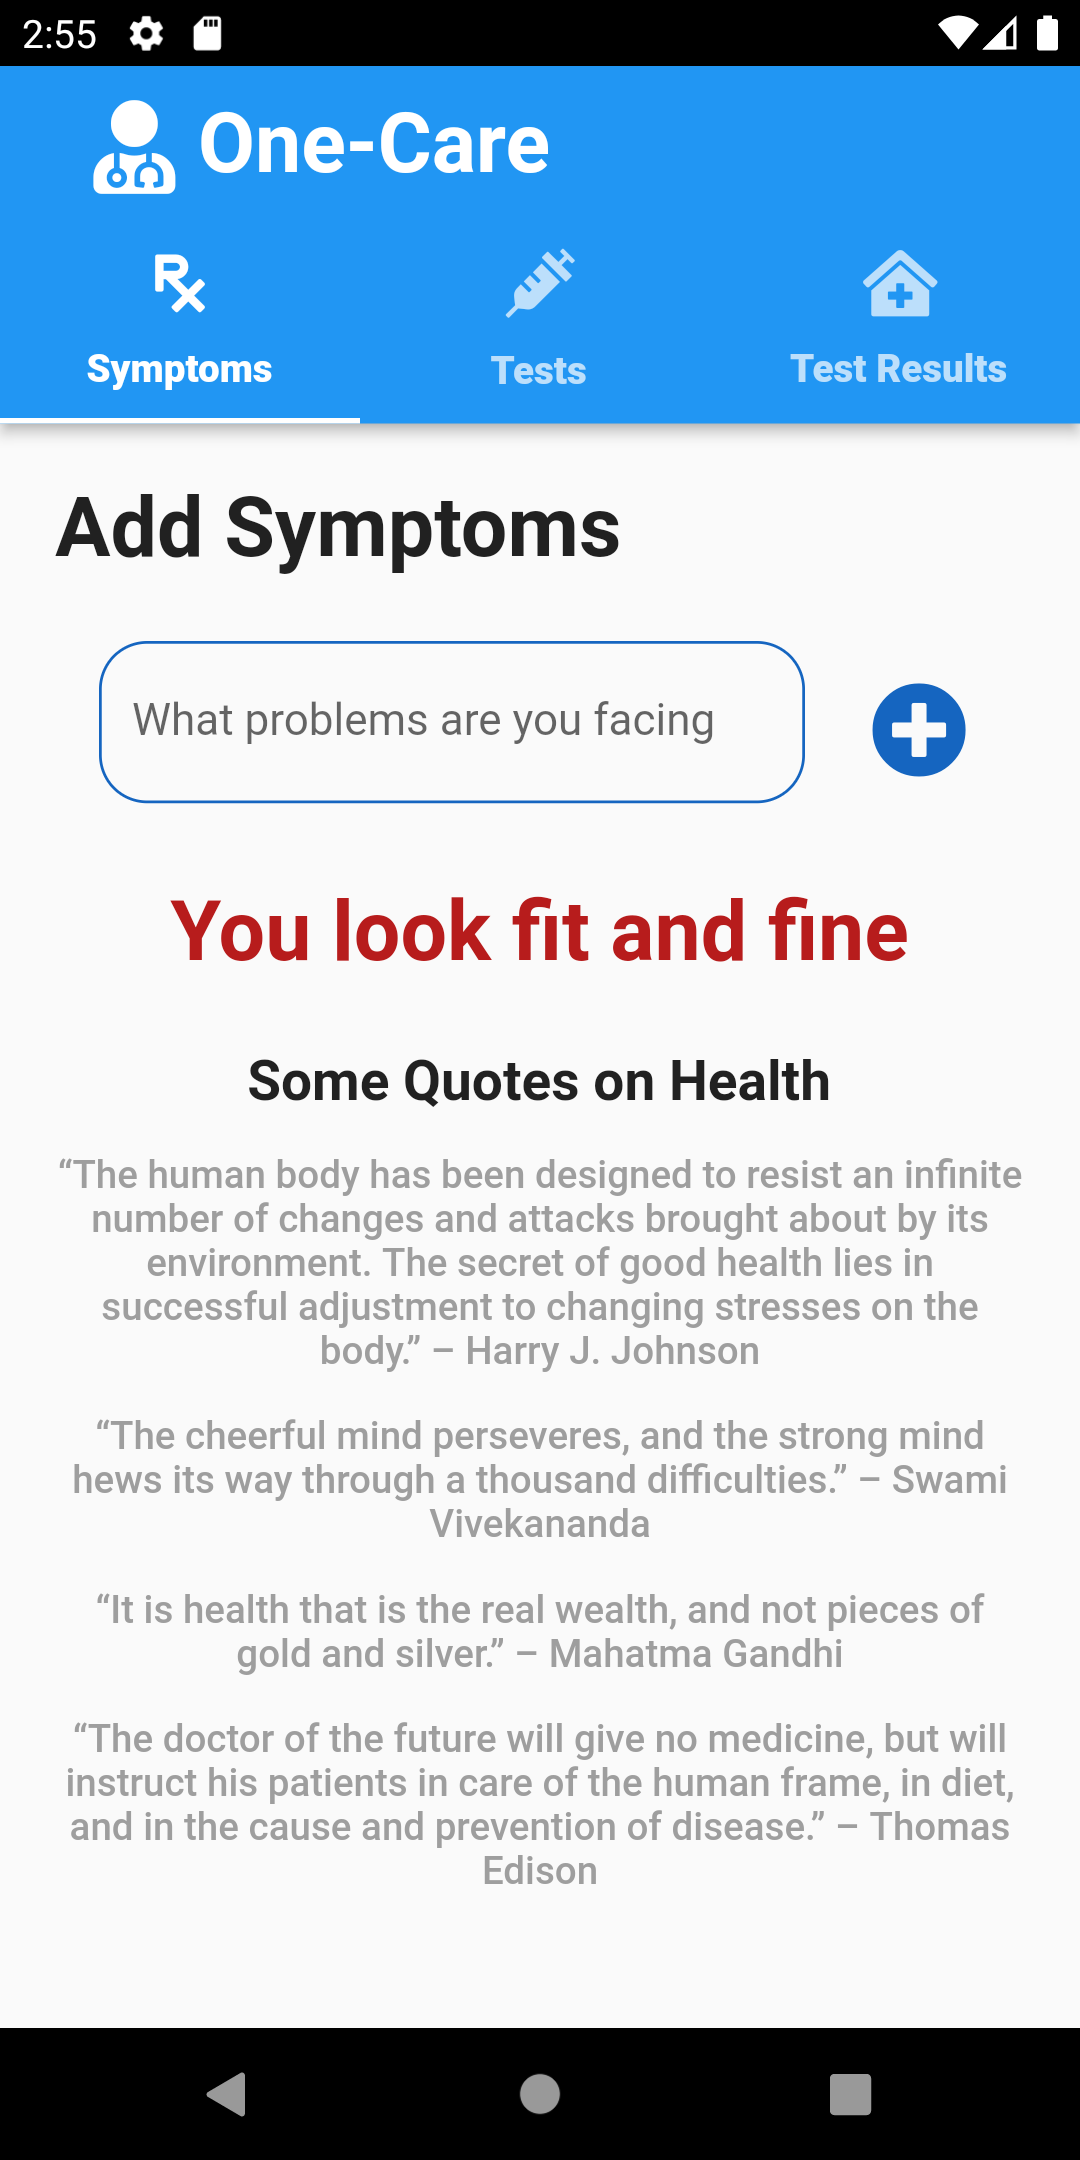 2:55
One-Care
Symptoms
Tests
Test Results
Add Symptoms
What problems are you facing
You look fit and fine
Some Quotes on Health
“The human body has been designed to resist an infinite
number of changes and attacks brought about by its
environment. The secret of good health lies in
successful adjustment to changing stresses on the
body.” – Harry J. Johnson
“The cheerful mind perseveres, and the strong mind
hews its way through a thousand difficulties.” – Swami
Vivekananda
“It is health that is the real wealth, and not pieces of
gold and silver.” – Mahatma Gandhi
“The doctor of the future will give no medicine, but will
instruct his patients in care of the human frame, in diet,
and in the cause and prevention of disease.” – Thomas
Edison